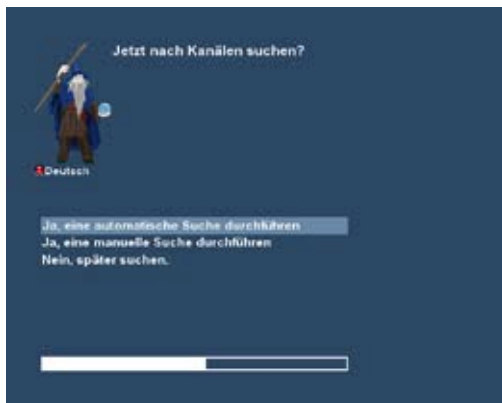 Jetzt nach Kanälen suchen?
Deutsch
Ja, eine automatische Suche durchführen
Ja, eine manuelle Suche durchführen
Nein, später suchen.